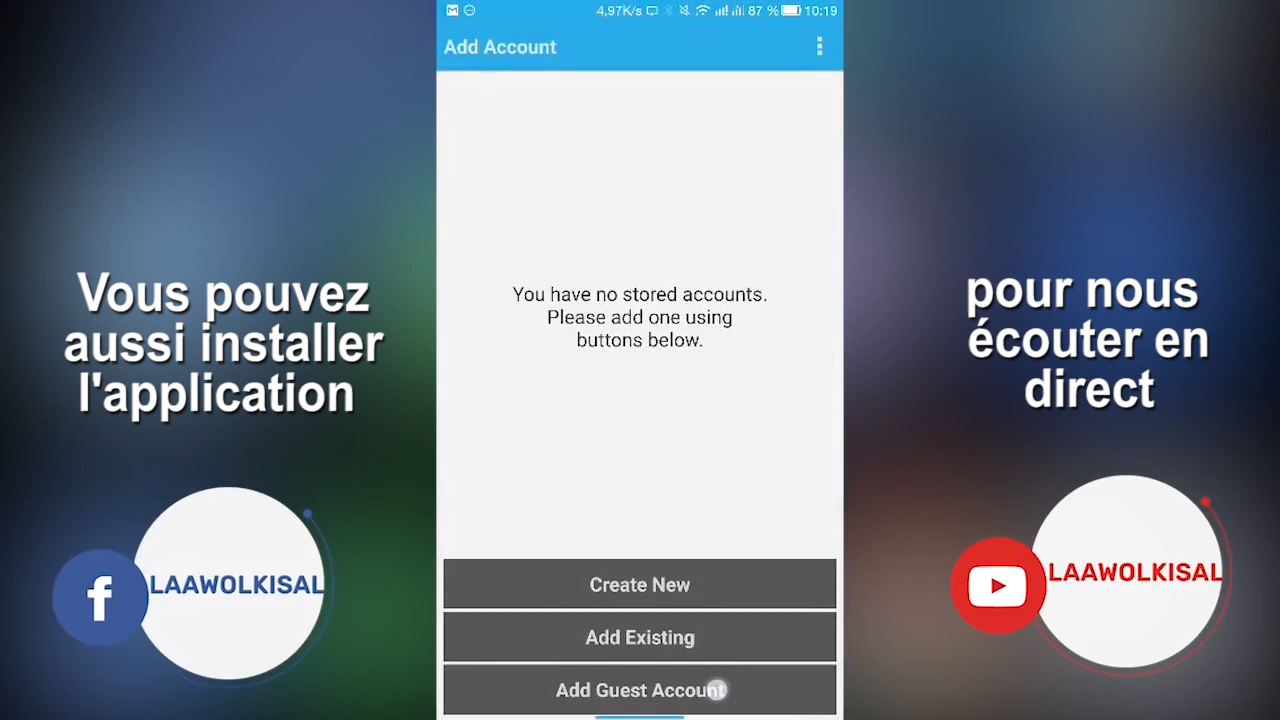 4,97K/s 87 % 10:19
Add Account
You have no stored accounts.
Please add one using
buttons below.
Create New
Add Existing
Add Guest Account
Vous pouvez
aussi installer
l'application
f
LAAWOLKISAL
pour nous
écouter en
direct
LAAWOLKISAL